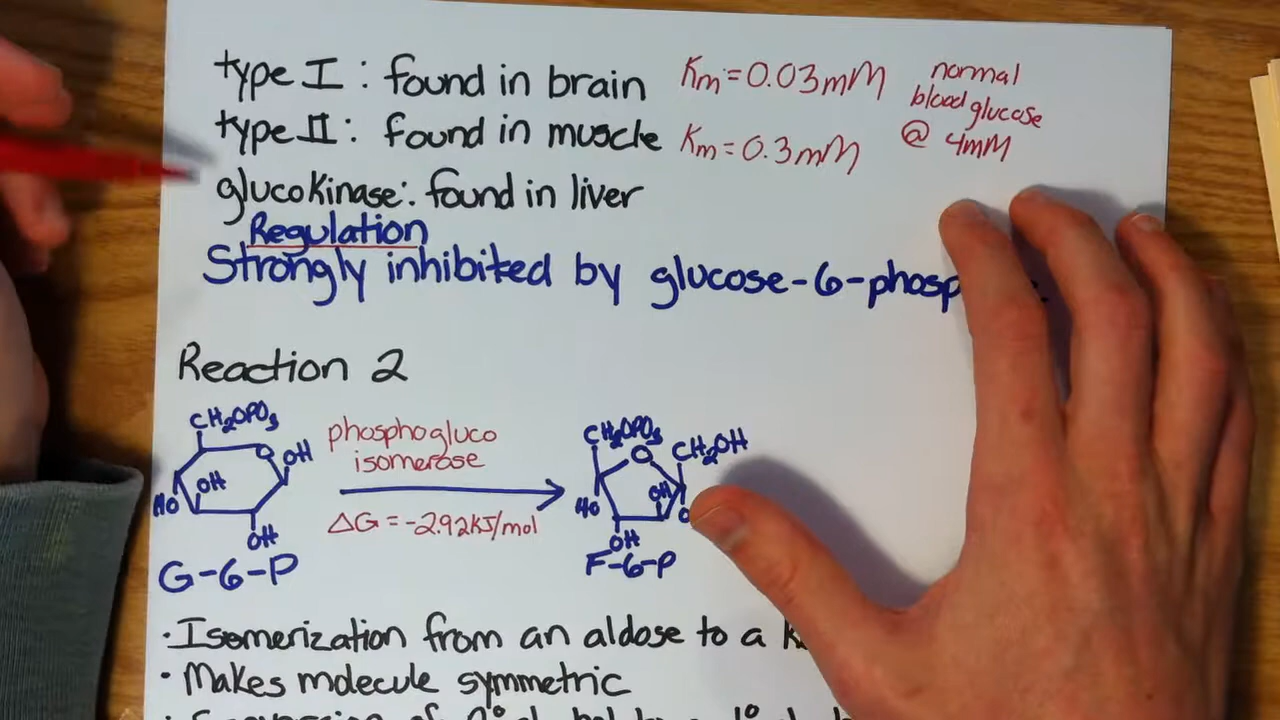 type I : found in brain Km = 0.03mM
normal
blood glucose
@ 4mM
type II : found in muscle Km = 0.3mM
glucokinase: found in liver
Regulation
Strongly inhibited by glucose-6-phosp
Reaction 2
CH2OPO3
O
OH
OH
HO
OH
G-6-P
phosphogluco
isomerase
ΔG = -2.92kJ/mol
CH2OPO3
O
CH2OH
OH
HO
OH
F-6-P
· Isomerization from an aldose to a
· Makes molecule symmetric